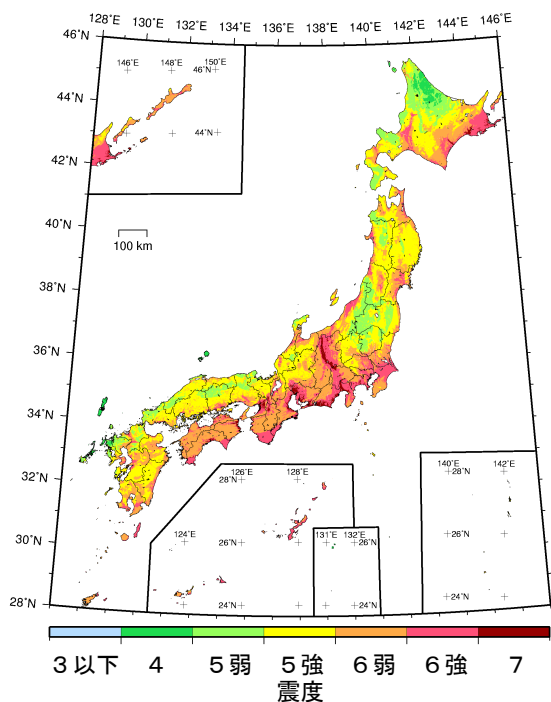 128˚E 130˚E 132˚E 134˚E 136˚E 138˚E 140˚E 142˚E 144˚E 146˚E
46˚N
146˚E 148˚E 150˚E
46˚N
44˚N
44˚N
42˚N
40˚N
100 km
38˚N
36˚N
34˚N
32˚N
126˚E 128˚E
28˚N
140˚E 142˚E
28˚N
30˚N
124˚E
26˚N
131˚E 132˚E
26˚N
26˚N
28˚N
24˚N
24˚N
24˚N
3以下 4 5弱 5強 6弱 6強 7
震度